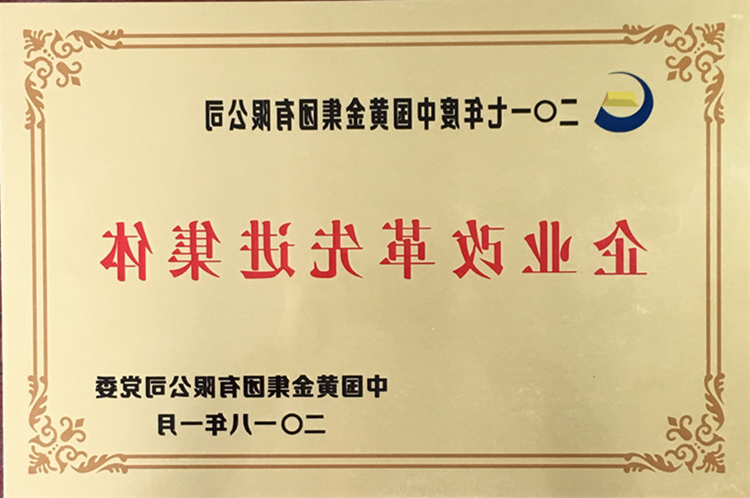 二〇一七年度中国黄金集团有限公司
企业改革先进集体
中国黄金集团有限公司党委
二〇一八年一月